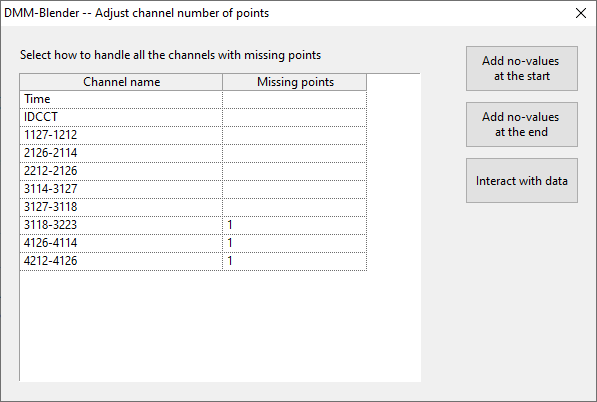 DMM-Blender -- Adjust channel number of points
Select how to handle all the channels with missing points
Channel name Missing points
Time
IDCCT
1127-1212
2126-2114
2212-2126
3114-3127
3127-3118
3118-3223 1
4126-4114 1
4212-4126 1
Add no-values
at the start
Add no-values
at the end
Interact with data